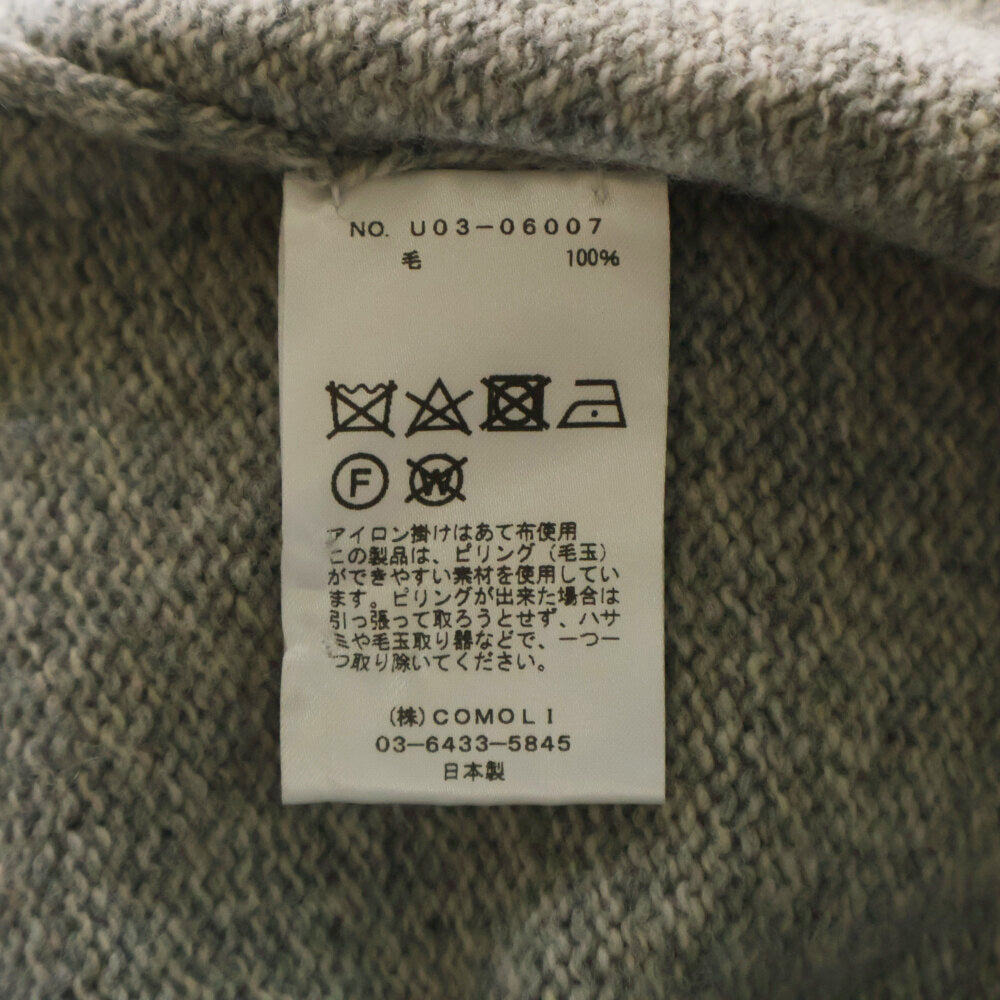 NO. U03-06007
毛 100%
F
W
アイロン掛けはあて布使用
この製品は、ピリング（毛玉）
ができやすい素材を使用してい
ます。ピリングが出来た場合は
引っ張って取ろうとせず、ハサ
ミや毛玉取り器などで、一つ一
つ取り除いてください。
(株)COMOLI
03-6433-5845
日本製